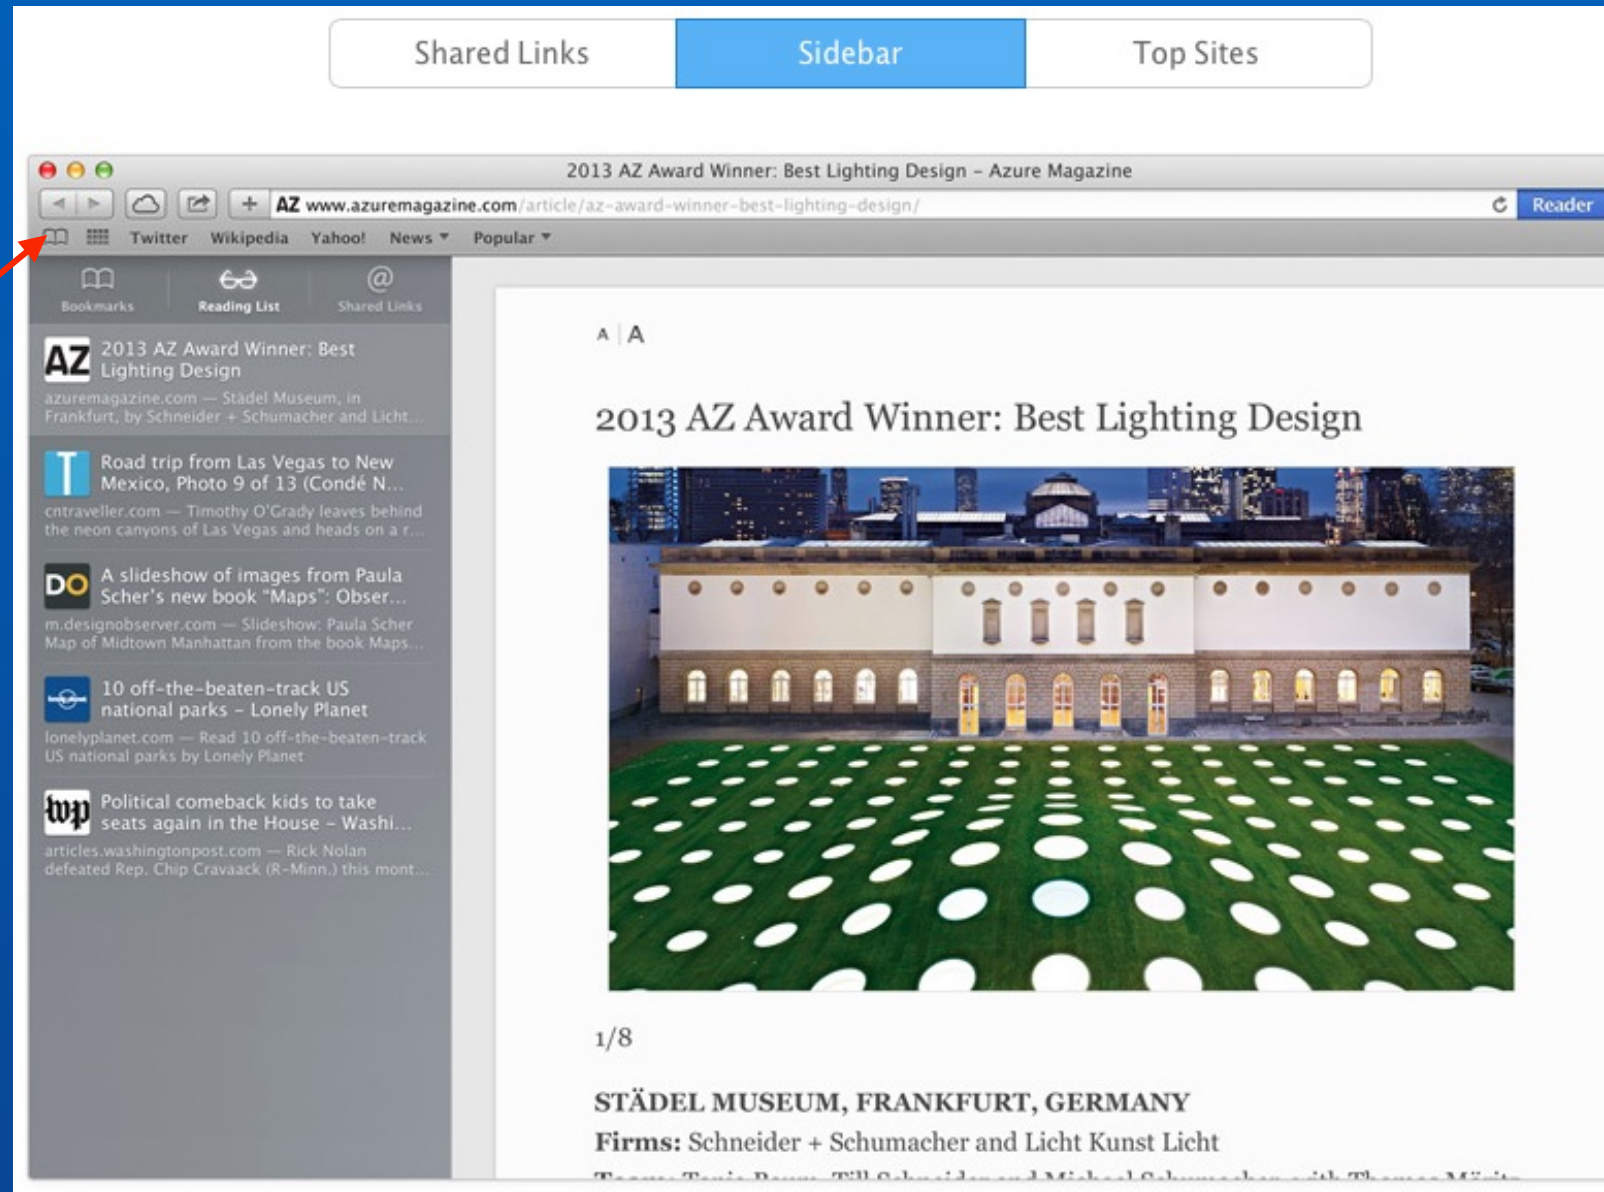 Shared Links
Sidebar
Top Sites
2013 AZ Award Winner: Best Lighting Design – Azure Magazine
AZ www.azuremagazine.com/article/az-award-winner-best-lighting-design/
Reader
Twitter
Wikipedia
Yahoo!
News
Popular
Bookmarks
Reading List
@
Shared Links
AZ
2013 AZ Award Winner: Best
Lighting Design
azuremagazine.com — Städel Museum, in
Frankfurt, by Schneider + Schumacher and Licht...
T
Road trip from Las Vegas to New
Mexico, Photo 9 of 13 (Condé N...
cntraveller.com — Timothy O'Grady leaves behind
the neon canyons of Las Vegas and heads on a r...
DO
A slideshow of images from Paula
Scher's new book "Maps": Obser...
m.designobserver.com — Slideshow: Paula Scher
Map of Midtown Manhattan from the book Maps...
10 off-the-beaten-track US
national parks – Lonely Planet
lonelyplanet.com — Read 10 off-the-beaten-track
US national parks by Lonely Planet
wp
Political comeback kids to take
seats again in the House – Washi...
articles.washingtonpost.com — Rick Nolan
defeated Rep. Chip Cravaack (R-Minn.) this mont...
A | A
2013 AZ Award Winner: Best Lighting Design
1/8
STÄDEL MUSEUM, FRANKFURT, GERMANY
Firms: Schneider + Schumacher and Licht Kunst Licht
Till Schneider and Michael Schumacher with Thomas